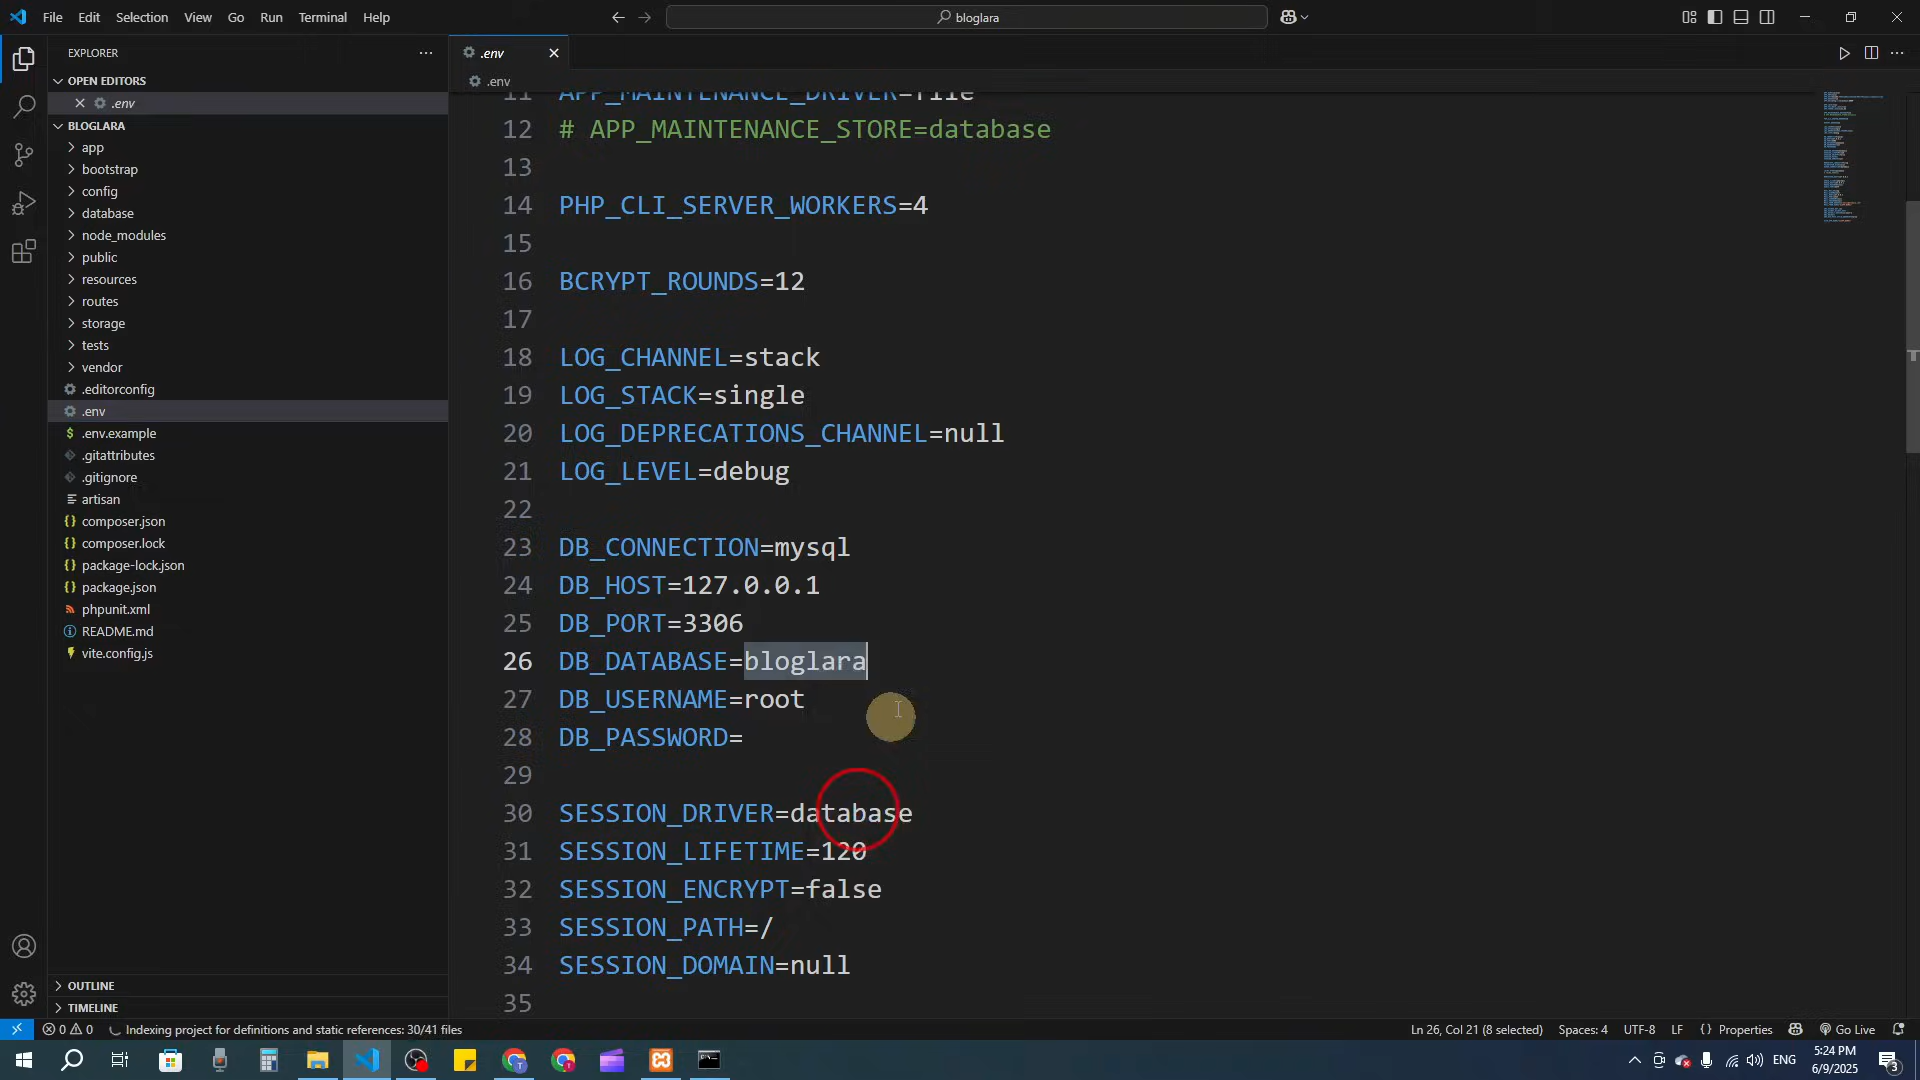 File Edit Selection View Go Run Terminal Help
bloglara
EXPLORER
OPEN EDITORS
.env
BLOGLARA
app
bootstrap
config
database
node_modules
public
resources
routes
storage
tests
vendor
.editorconfig
.env
.env.example
.gitattributes
.gitignore
artisan
composer.json
composer.lock
package-lock.json
package.json
phpunit.xml
README.md
vite.config.js
OUTLINE
TIMELINE
.env
.env
11 APP_MAINTENANCE_DRIVER=file
12 # APP_MAINTENANCE_STORE=database
13
14 PHP_CLI_SERVER_WORKERS=4
15
16 BCRYPT_ROUNDS=12
17
18 LOG_CHANNEL=stack
19 LOG_STACK=single
20 LOG_DEPRECATIONS_CHANNEL=null
21 LOG_LEVEL=debug
22
23 DB_CONNECTION=mysql
24 DB_HOST=127.0.0.1
25 DB_PORT=3306
26 DB_DATABASE=bloglara
27 DB_USERNAME=root
28 DB_PASSWORD=
29
30 SESSION_DRIVER=database
31 SESSION_LIFETIME=120
32 SESSION_ENCRYPT=false
33 SESSION_PATH=/
34 SESSION_DOMAIN=null
35
0 0 Indexing project for definitions and static references: 30/41 files
Ln 26, Col 21 (8 selected) Spaces: 4 UTF-8 LF {} Properties Go Live
ENG
5:24 PM
6/9/2025
3